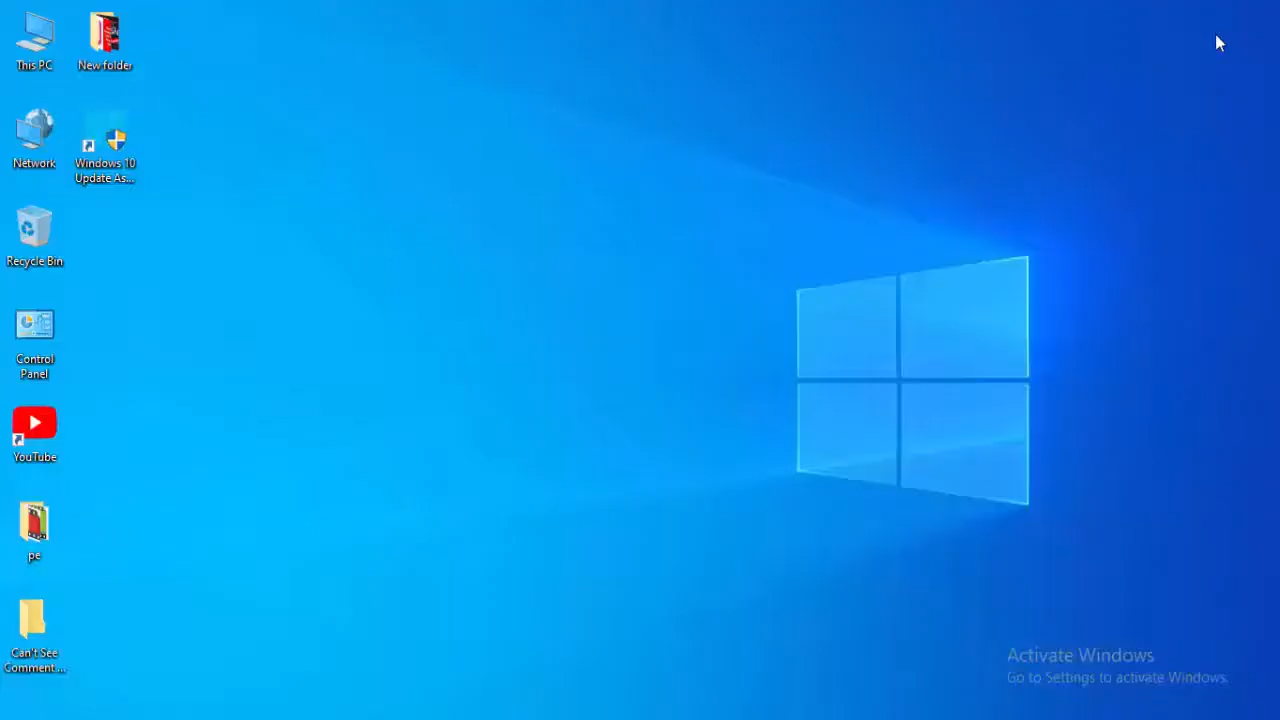 This PC
New folder
Network
Windows 10
Update As...
Recycle Bin
Control
Panel
YouTube
pe
Can't See
Comment ...
Activate Windows
Go to Settings to activate Windows.